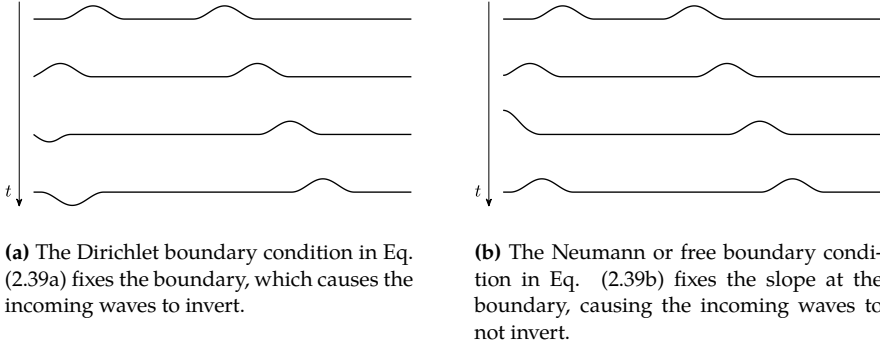 t
t
(a) The Dirichlet boundary condition in Eq.
(2.39a) fixes the boundary, which causes the
incoming waves to invert.
(b) The Neumann or free boundary condi-
tion in Eq. (2.39b) fixes the slope at the
boundary, causing the incoming waves to
not invert.